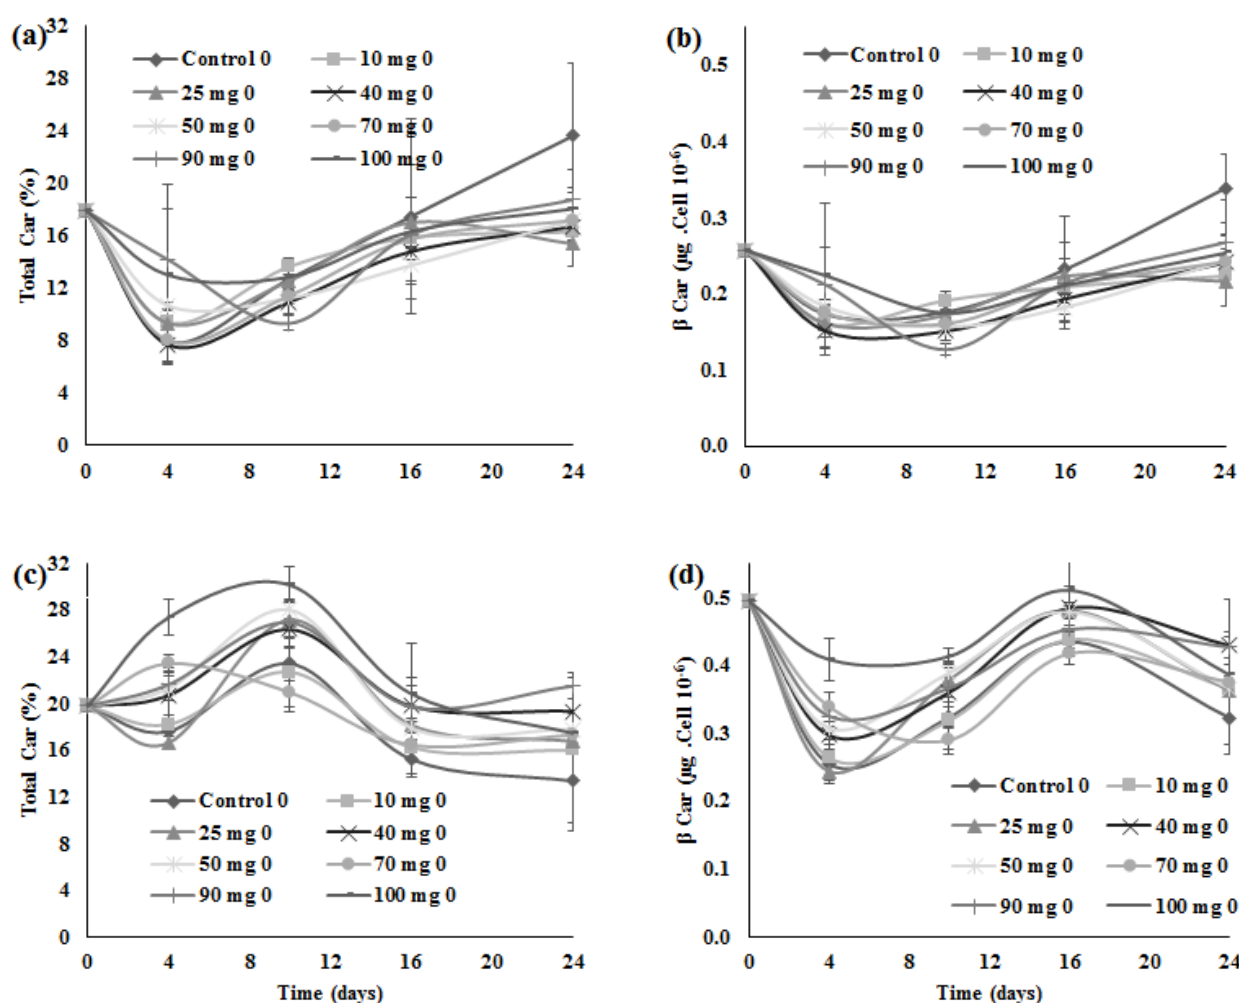 (a)
Total Car (%)
32
28
24
20
16
12
8
4
0
Control 0 10 mg 0
25 mg 0 40 mg 0
50 mg 0 70 mg 0
90 mg 0 100 mg 0
0 4 8 12 16 20 24
(b)
β Car (µg .Cell 10⁻⁶)
0.5
0.4
0.3
0.2
0.1
0.0
Control 0 10 mg 0
25 mg 0 40 mg 0
50 mg 0 70 mg 0
90 mg 0 100 mg 0
0 4 8 12 16 20 24
(c)
Total Car (%)
32
28
24
20
16
12
8
4
0
Control 0 10 mg 0
25 mg 0 40 mg 0
50 mg 0 70 mg 0
90 mg 0 100 mg 0
0 4 8 12 16 20 24
Time (days)
(d)
β Car (µg .Cell 10⁻⁶)
0.5
0.4
0.3
0.2
0.1
0.0
Control 0 10 mg 0
25 mg 0 40 mg 0
50 mg 0 70 mg 0
90 mg 0 100 mg 0
0 4 8 12 16 20 24
Time (days)